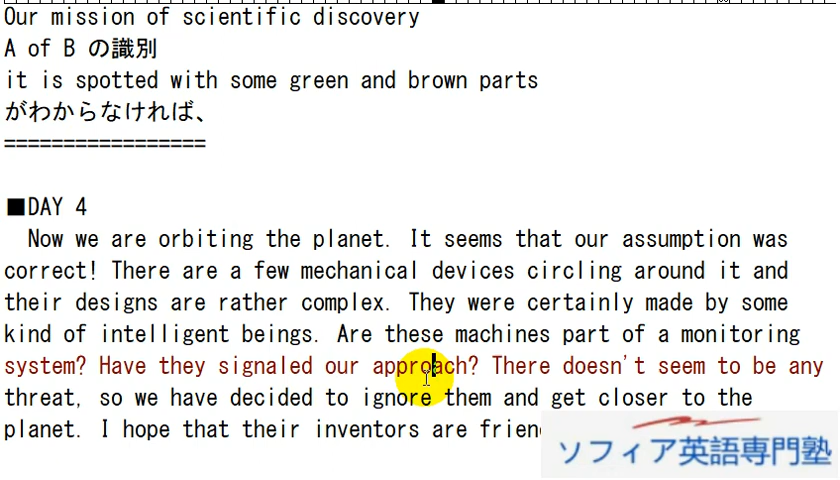 Our mission of scientific discovery
A of B の識別
it is spotted with some green and brown parts
がわからなければ、
=================
■DAY 4
Now we are orbiting the planet. It seems that our assumption was
correct! There are a few mechanical devices circling around it and
their designs are rather complex. They were certainly made by some
kind of intelligent beings. Are these machines part of a monitoring
system? Have they signaled our approach? There doesn't seem to be any
threat, so we have decided to ignore them and get closer to the
planet. I hope that their inventors are
ソフィア英語専門塾